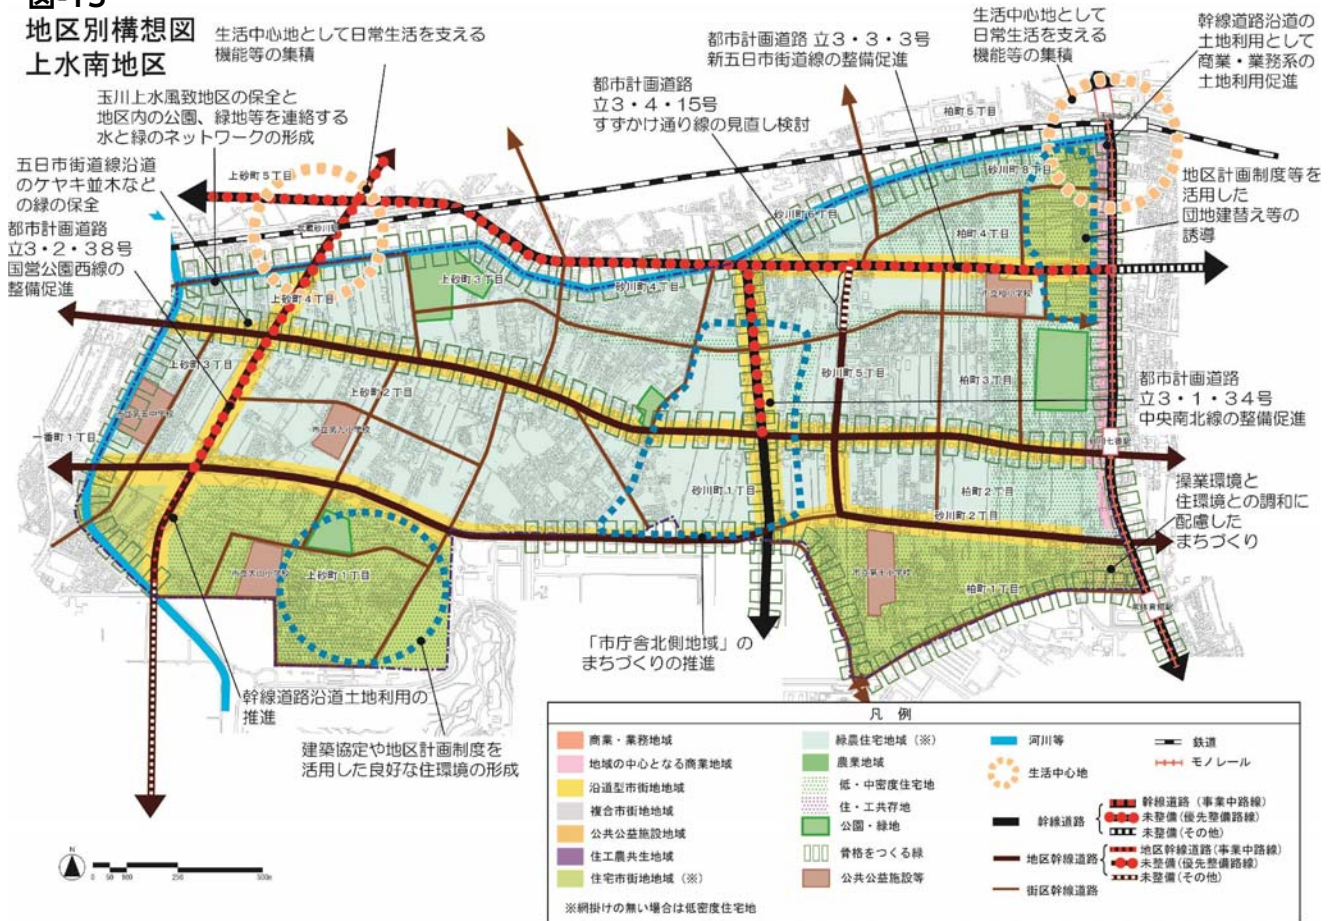 図-15
地区別構想図
上水南地区
生活中心地として日常生活を支える
機能等の集積
玉川上水風致地区の保全と
地区内の公園、緑地等を連絡する
水と緑のネットワークの形成
五日市街道線沿道
のケヤキ並木など
の緑の保全
都市計画道路
立3・2・38号
国営公園西線の
整備促進
都市計画道路
立3・4・15号
すずかけ通り線の見直し検討
都市計画道路 立3・3・3号
新五日市街道線の整備促進
生活中心地として
日常生活を支える
機能等の集積
幹線道路沿道の
土地利用として
商業・業務系の
土地利用促進
地区計画制度等を
活用した
団地建替え等の
誘導
都市計画道路
立3・1・34号
中央南北線の整備促進
操業環境と
住環境との調和に
配慮した
まちづくり
「市庁舎北側地域」の
まちづくりの推進
幹線道路沿道土地利用の
推進
建築協定や地区計画制度を
活用した良好な住環境の形成
上砂町5丁目
上砂町4丁目
上砂町3丁目
上砂町3丁目
上砂町2丁目
上砂町1丁目
一番町1丁目
砂川町4丁目
砂川町6丁目
砂川町8丁目
砂川町5丁目
砂川町1丁目
砂川町2丁目
柏町5丁目
柏町4丁目
柏町3丁目
柏町2丁目
柏町1丁目
市立第九小学校
砂川七番駅
凡 例
商業・業務地域
地域の中心となる商業地域
沿道型市街地地域
複合市街地地域
公共公益施設地域
住工農共生地域
住宅市街地地域（※）
緑農住宅地域（※）
農業地域
低・中密度住宅地
住・工共存地
公園・緑地
骨格をつくる緑
公共公益施設等
河川等
生活中心地
幹線道路
幹線道路（事業中路線）
未整備(優先整備路線)
未整備(その他)
地区幹線道路
地区幹線道路(事業中路線)
未整備(優先整備路線)
未整備(その他)
街区幹線道路
鉄道
モノレール
※網掛けの無い場合は低密度住宅地
N
0 50 100 250 500m